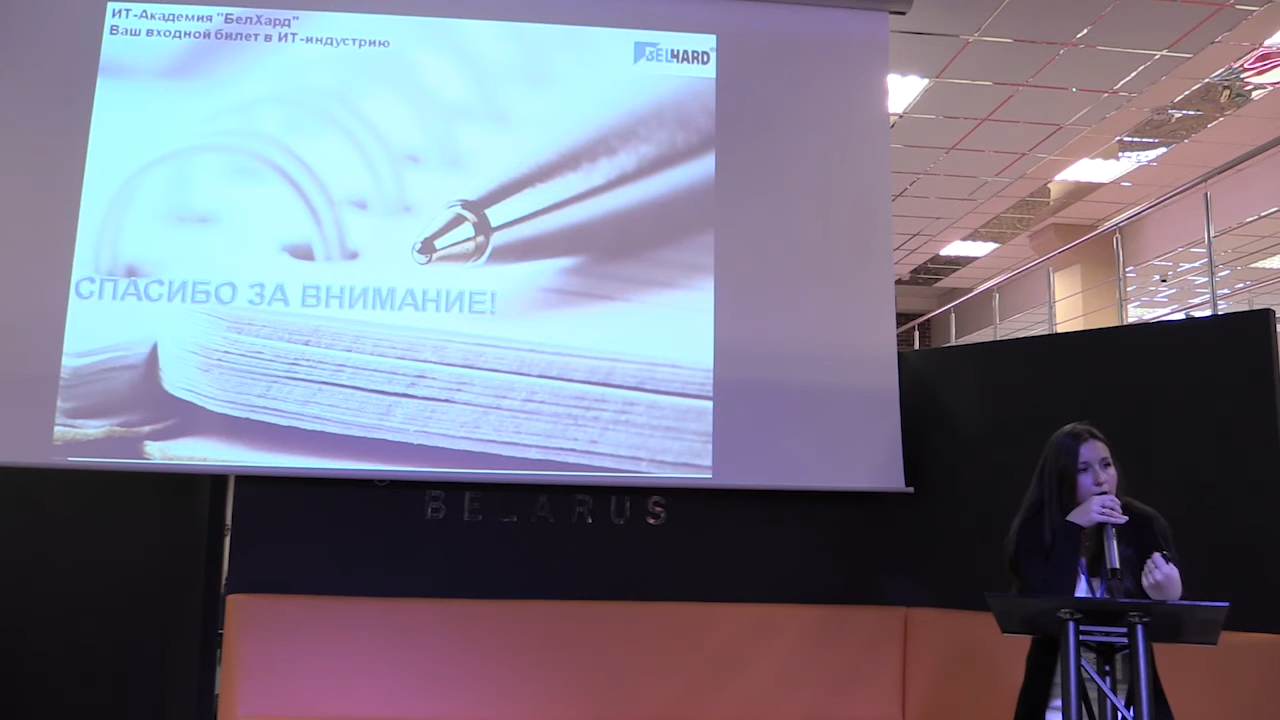 ИТ-Академия "БелХард"
Ваш входной билет в ИТ-индустрию
BELHARD
СПАСИБО ЗА ВНИМАНИЕ!
BELARUS